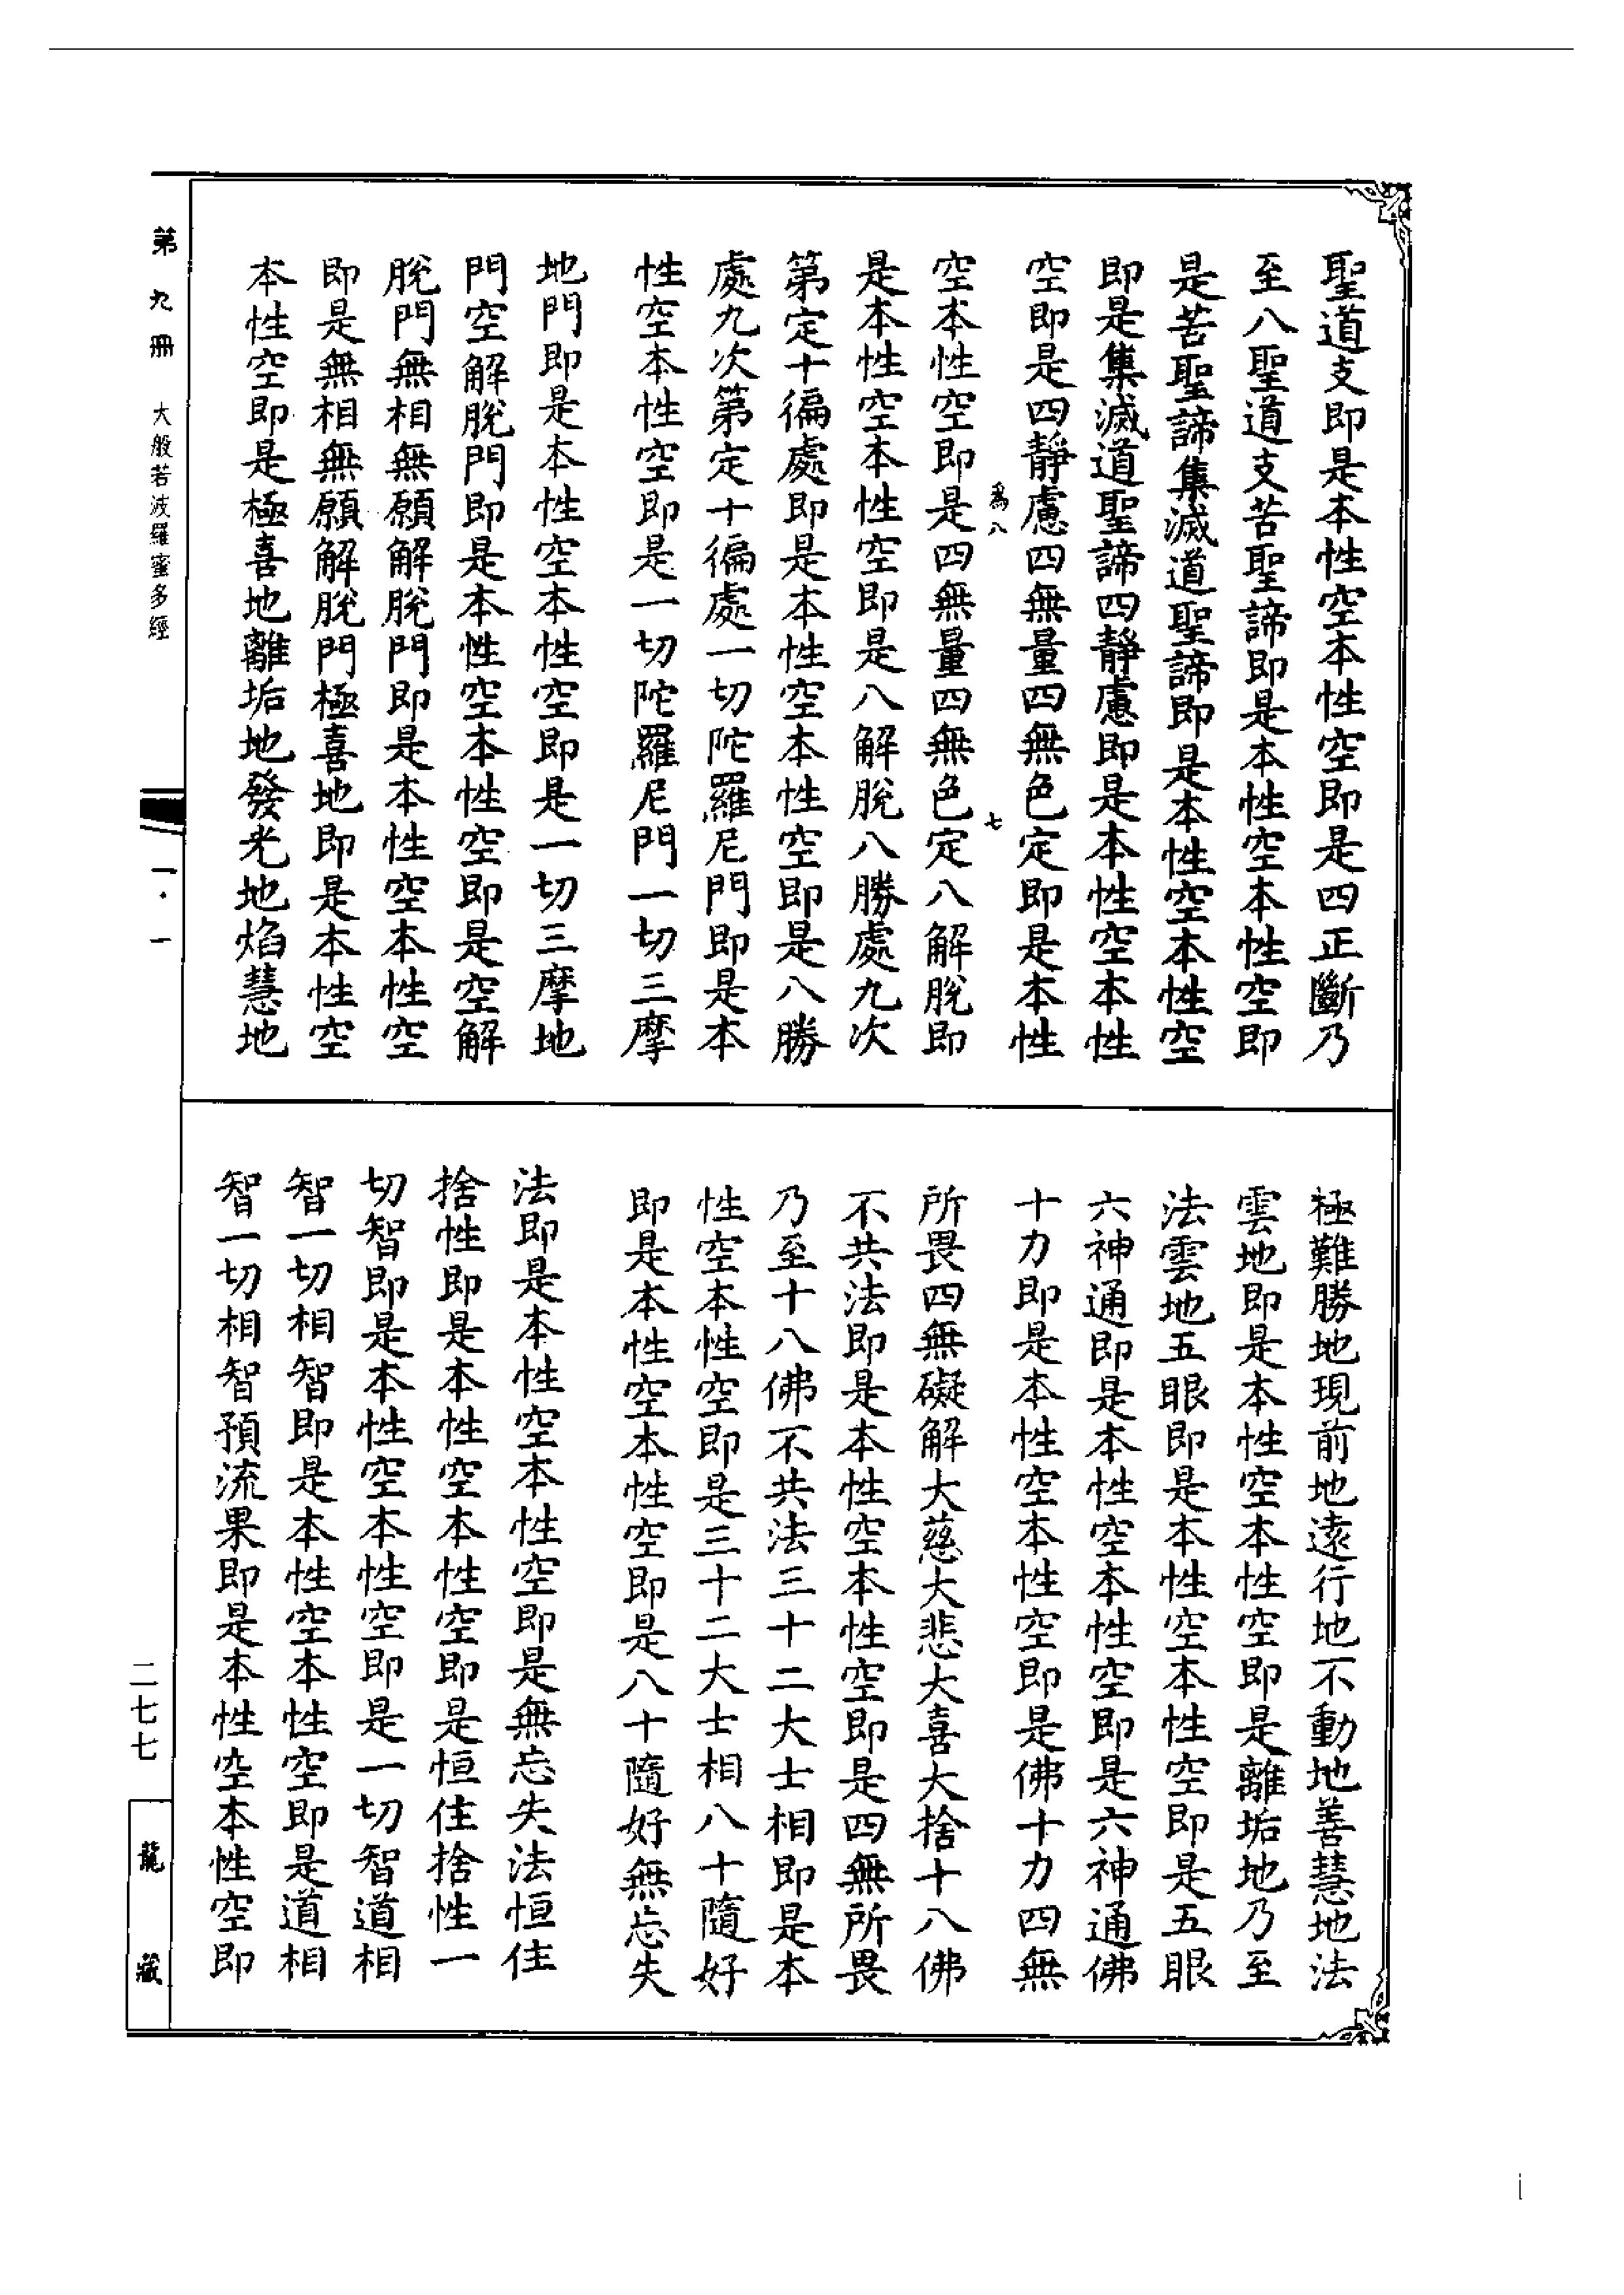 聖道支即是本性空本性空即是四正斷乃
至八聖道支苦聖諦即是本性空本性空即
是苦聖諦集滅道聖諦即是本性空本性空
即是集滅道聖諦四靜慮即是本性空本性
空即是四靜慮四無量四無色定即是本性
為八
七
空本性空即是四無量四無色定八解脫即
是本性空本性空即是八解脫八勝處九次
第定十徧處即是本性空本性空即是八勝
處九次第定十徧處一切陀羅尼門即是本
性空本性空即是一切陀羅尼門一切三摩
地門即是本性空本性空即是一切三摩地
門空解脫門即是本性空本性空即是空解
脫門無相無願解脫門即是本性空本性空
即是無相無願解脫門極喜地即是本性空
本性空即是極喜地離垢地發光地焰慧地
極難勝地現前地遠行地不動地善慧地法
雲地即是本性空本性空即是離垢地乃至
法雲地五眼即是本性空本性空即是五眼
六神通即是本性空本性空即是六神通佛
十力即是本性空本性空即是佛十力四無
所畏四無礙解大慈大悲大喜大捨十八佛
不共法即是本性空本性空即是四無所畏
乃至十八佛不共法三十二大士相即是本
性空本性空即是三十二大士相八十隨好
即是本性空本性空即是八十隨好無忘失
法即是本性空本性空即是無忘失法恒住
捨性即是本性空本性空即是恒住捨性一
切智即是本性空本性空即是一切智道相
智一切相智即是本性空本性空即是道相
智一切相智預流果即是本性空本性空即
第九冊 大般若波羅蜜多經
一·一
二七七
龍藏